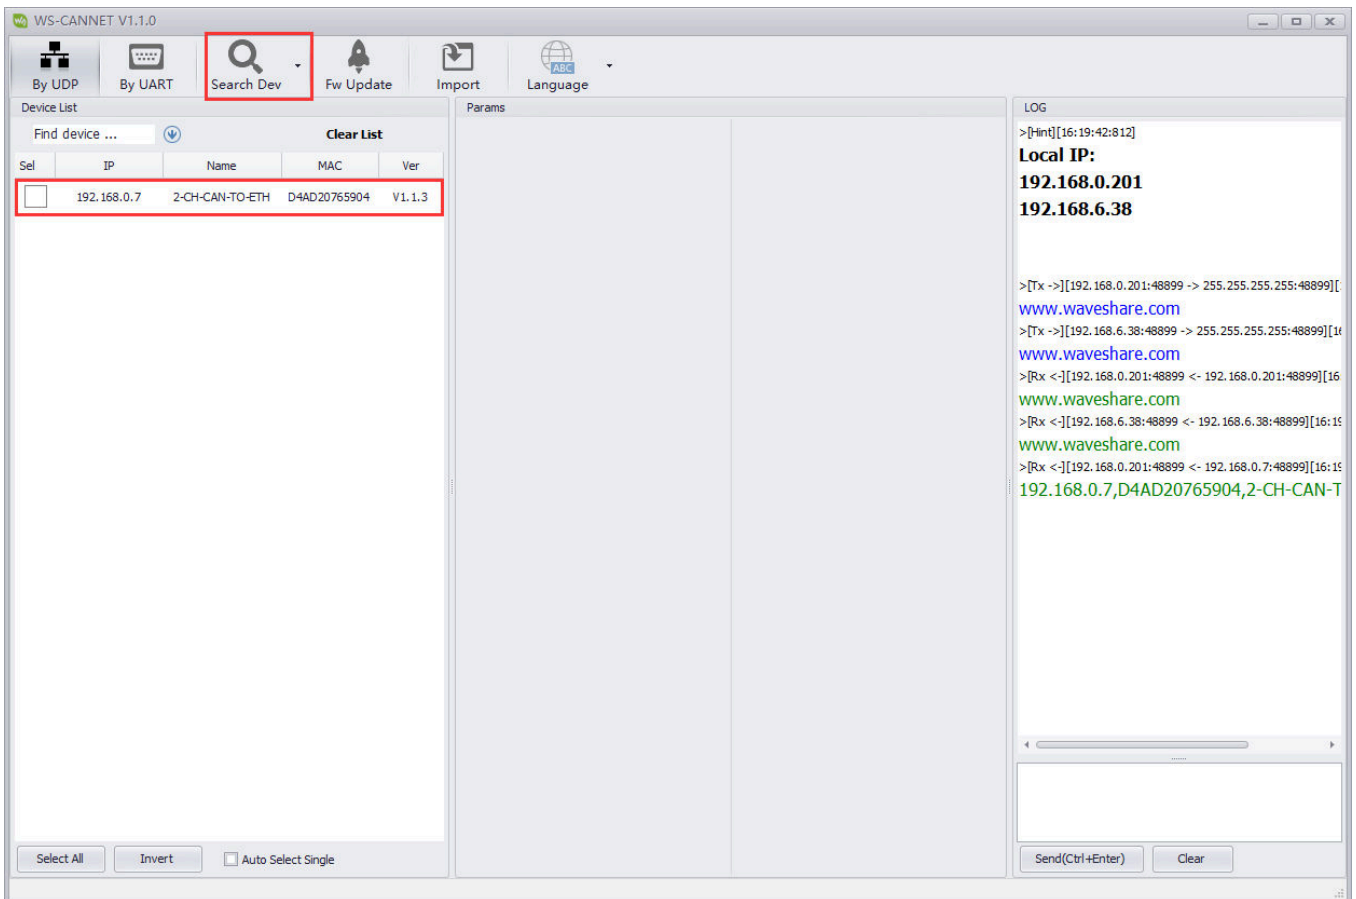 WS-CANNET V1.1.0
By UDP By UART Search Dev Fw Update Import ABC Language
Device List
Find device ... Clear List
Sel IP Name MAC Ver
192.168.0.7 2-CH-CAN-TO-ETH D4AD20765904 V1.1.3
Select All Invert Auto Select Single
Params
LOG
>[Hint][16:19:42:812]
Local IP:
192.168.0.201
192.168.6.38
>[Tx ->][192.168.0.201:48899 -> 255.255.255.255:48899][
www.waveshare.com
>[Tx ->][192.168.6.38:48899 -> 255.255.255.255:48899][16
www.waveshare.com
>[Rx <-][192.168.0.201:48899 <- 192.168.0.201:48899][16:
www.waveshare.com
>[Rx <-][192.168.6.38:48899 <- 192.168.6.38:48899][16:19
www.waveshare.com
>[Rx <-][192.168.0.201:48899 <- 192.168.0.7:48899][16:19
192.168.0.7,D4AD20765904,2-CH-CAN-T
Send(Ctrl+Enter) Clear